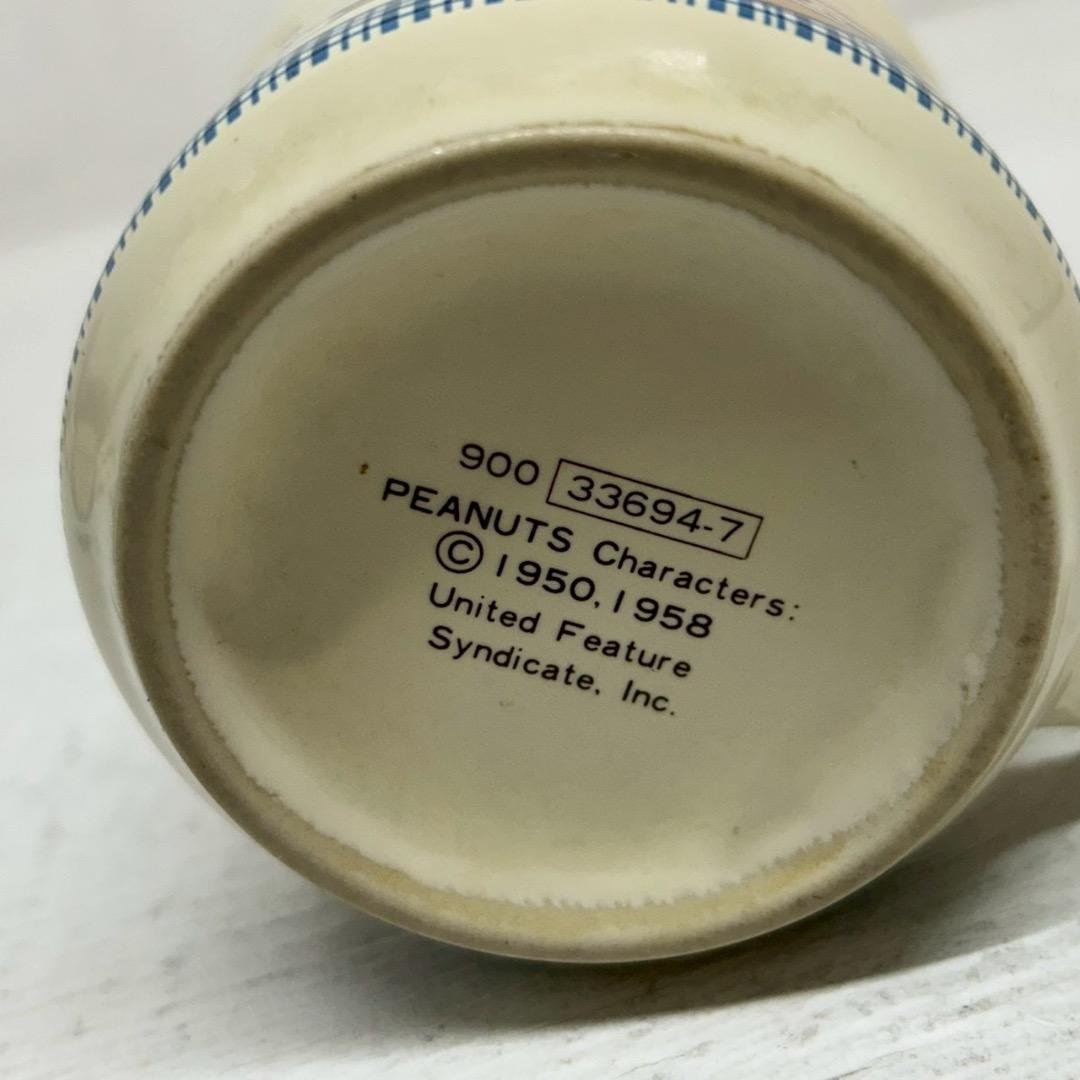 900 33694-7
PEANUTS Characters:
© 1950, 1958
United Feature
Syndicate, Inc.